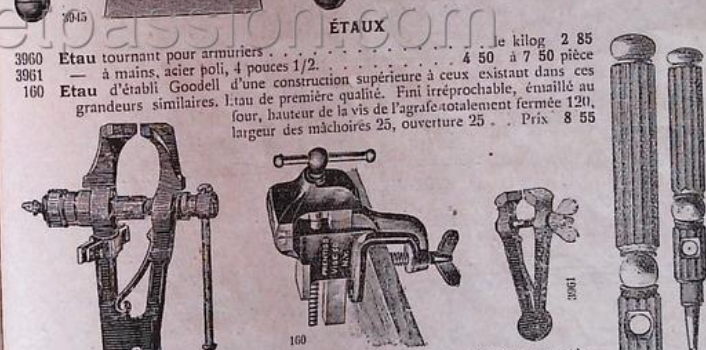 etpassion.com
3945
ÉTAUX
3960 Etau tournant pour armuriers . . . . . . . . . . . . . . . le kilog 2 85
3961 — à mains, acier poli, 4 pouces 1/2. . . . . . . . . . . 4 50 à 7 50 pièce
160 Etau d'établi Goodell d'une construction supérieure à ceux existant dans ces
grandeurs similaires. Etau de première qualité. Fini irréprochable, émaillé au
four, hauteur de la vis de l'agrafe totalement fermée 120,
largeur des mâchoires 25, ouverture 25 . . Prix 8 55
160
3961